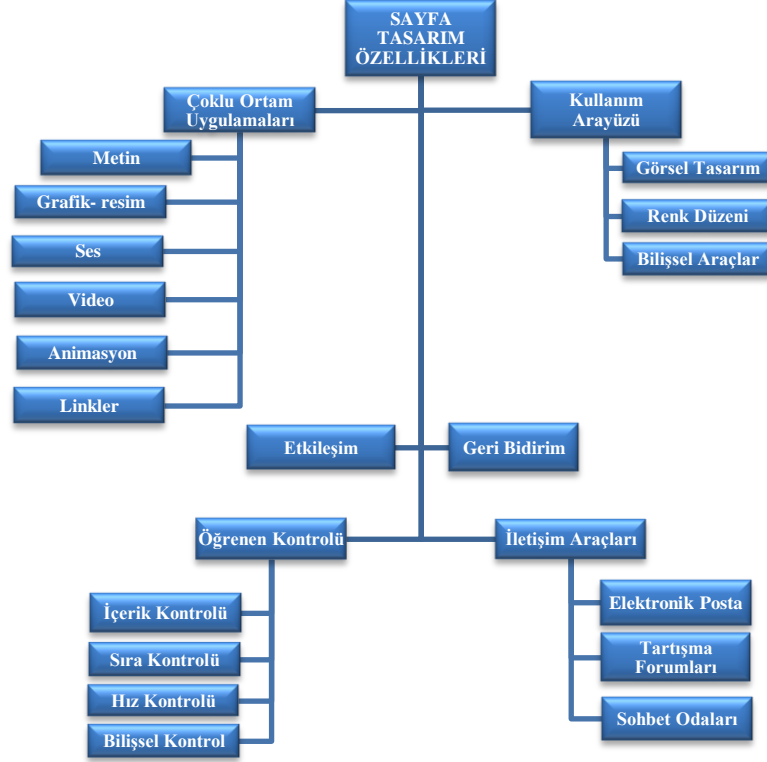 SAYFA
TASARIM
ÖZELLİKLERİ
Çoklu Ortam
Uygulamaları
Kullanım
Arayüzü
Metin
Grafik- resim
Ses
Video
Animasyon
Linkler
Görsel Tasarım
Renk Düzeni
Bilişsel Araçlar
Etkileşim
Geri Bidirim
Öğrenen Kontrolü
İletişim Araçları
İçerik Kontrolü
Sıra Kontrolü
Hız Kontrolü
Bilişsel Kontrol
Elektronik Posta
Tartışma
Forumları
Sohbet Odaları